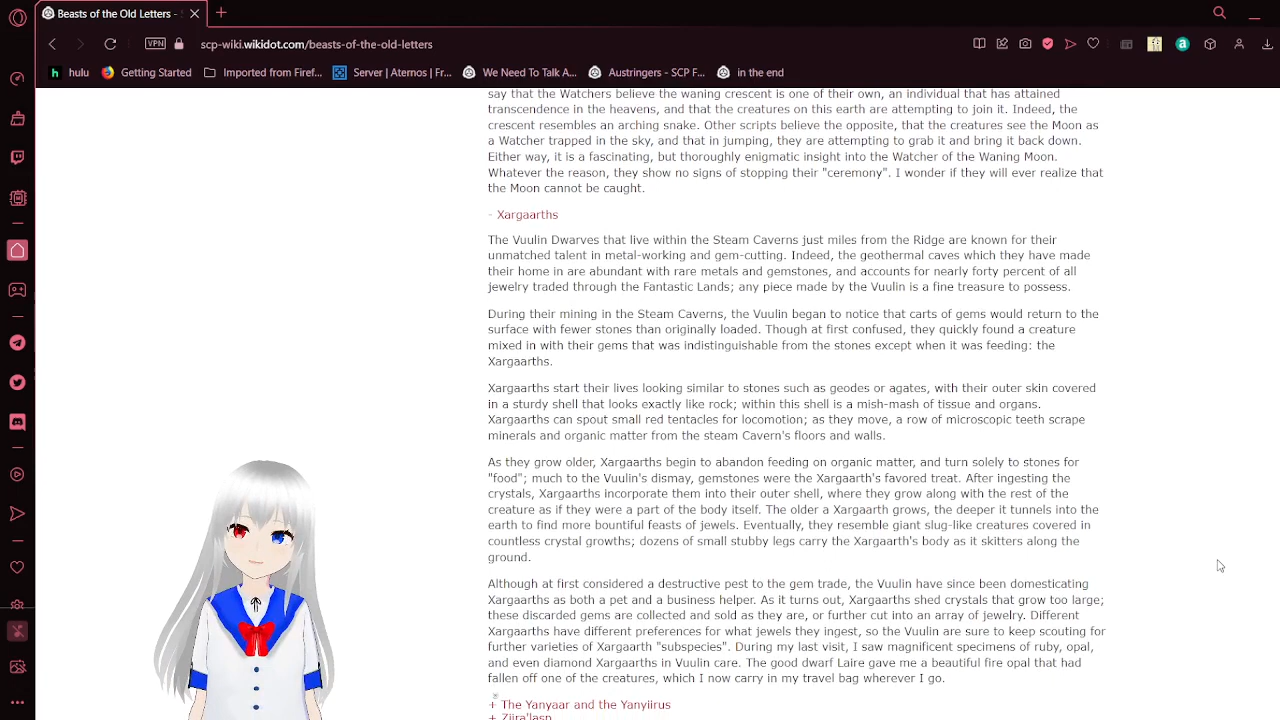 Beasts of the Old Letters -
VPN
scp-wiki.wikidot.com/beasts-of-the-old-letters
hulu
Getting Started
Imported from Firef...
Server | Aternos | Fr...
We Need To Talk A...
Austringers - SCP F...
in the end
say that the Watchers believe the waning crescent is one of their own, an individual that has attained
transcendence in the heavens, and that the creatures on this earth are attempting to join it. Indeed, the
crescent resembles an arching snake. Other scripts believe the opposite, that the creatures see the Moon as
a Watcher trapped in the sky, and that in jumping, they are attempting to grab it and bring it back down.
Either way, it is a fascinating, but thoroughly enigmatic insight into the Watcher of the Waning Moon.
Whatever the reason, they show no signs of stopping their "ceremony". I wonder if they will ever realize that
the Moon cannot be caught.
- Xargaarths
The Vuulin Dwarves that live within the Steam Caverns just miles from the Ridge are known for their
unmatched talent in metal-working and gem-cutting. Indeed, the geothermal caves which they have made
their home in are abundant with rare metals and gemstones, and accounts for nearly forty percent of all
jewelry traded through the Fantastic Lands; any piece made by the Vuulin is a fine treasure to possess.
During their mining in the Steam Caverns, the Vuulin began to notice that carts of gems would return to the
surface with fewer stones than originally loaded. Though at first confused, they quickly found a creature
mixed in with their gems that was indistinguishable from the stones except when it was feeding: the
Xargaarths.
Xargaarths start their lives looking similar to stones such as geodes or agates, with their outer skin covered
in a sturdy shell that looks exactly like rock; within this shell is a mish-mash of tissue and organs.
Xargaarths can spout small red tentacles for locomotion; as they move, a row of microscopic teeth scrape
minerals and organic matter from the steam Cavern's floors and walls.
As they grow older, Xargaarths begin to abandon feeding on organic matter, and turn solely to stones for
"food"; much to the Vuulin's dismay, gemstones were the Xargaarth's favored treat. After ingesting the
crystals, Xargaarths incorporate them into their outer shell, where they grow along with the rest of the
creature as if they were a part of the body itself. The older a Xargaarth grows, the deeper it tunnels into the
earth to find more bountiful feasts of jewels. Eventually, they resemble giant slug-like creatures covered in
countless crystal growths; dozens of small stubby legs carry the Xargaarth's body as it skitters along the
ground.
Although at first considered a destructive pest to the gem trade, the Vuulin have since been domesticating
Xargaarths as both a pet and a business helper. As it turns out, Xargaarths shed crystals that grow too large;
these discarded gems are collected and sold as they are, or further cut into an array of jewelry. Different
Xargaarths have different preferences for what jewels they ingest, so the Vuulin are sure to keep scouting for
further varieties of Xargaarth "subspecies". During my last visit, I saw magnificent specimens of ruby, opal,
and even diamond Xargaarths in Vuulin care. The good dwarf Laire gave me a beautiful fire opal that had
fallen off one of the creatures, which I now carry in my travel bag wherever I go.
+ The Yanyaar and the Yanyiirus
+ Ziira'lasp